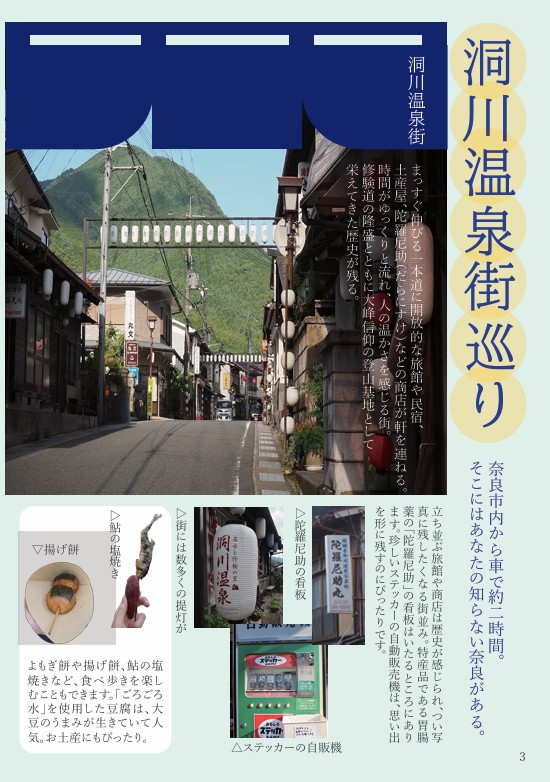 洞川温泉街巡り
奈良市内から車で約二時間。
そこにはあなたの知らない奈良がある。
洞川温泉街
まっすぐ伸びる一本道に開放的な旅館や民宿、
土産屋、陀羅尼助(だらにすけ)などの商店が軒を連ねる。
時間がゆっくりと流れ、人の温かさを感じる街。
修験道の隆盛とともに大峰信仰の登山基地として
栄えてきた歴史が残る。
立ち並ぶ旅館や商店は歴史が感じられ、つい写
真に残したくなる街並み。特産品である胃腸
薬の「陀羅尼助」の看板はいたるところにあり
ます。珍しいステッカーの自動販売機は、思い出
を形に残すのにぴったりです。
陀羅尼助丸
▷陀羅尼助の看板
洞川温泉
▷街には数多くの提灯が
自動販売
ステッカー
△ステッカーの自販機
▷鮎の塩焼き
▽揚げ餅
よもぎ餅や揚げ餅、鮎の塩
焼きなど、食べ歩きを楽し
むこともできます。「ごろごろ
水」を使用した豆腐は、大
豆のうまみが生きていて人
気。お土産にもぴったり。
3